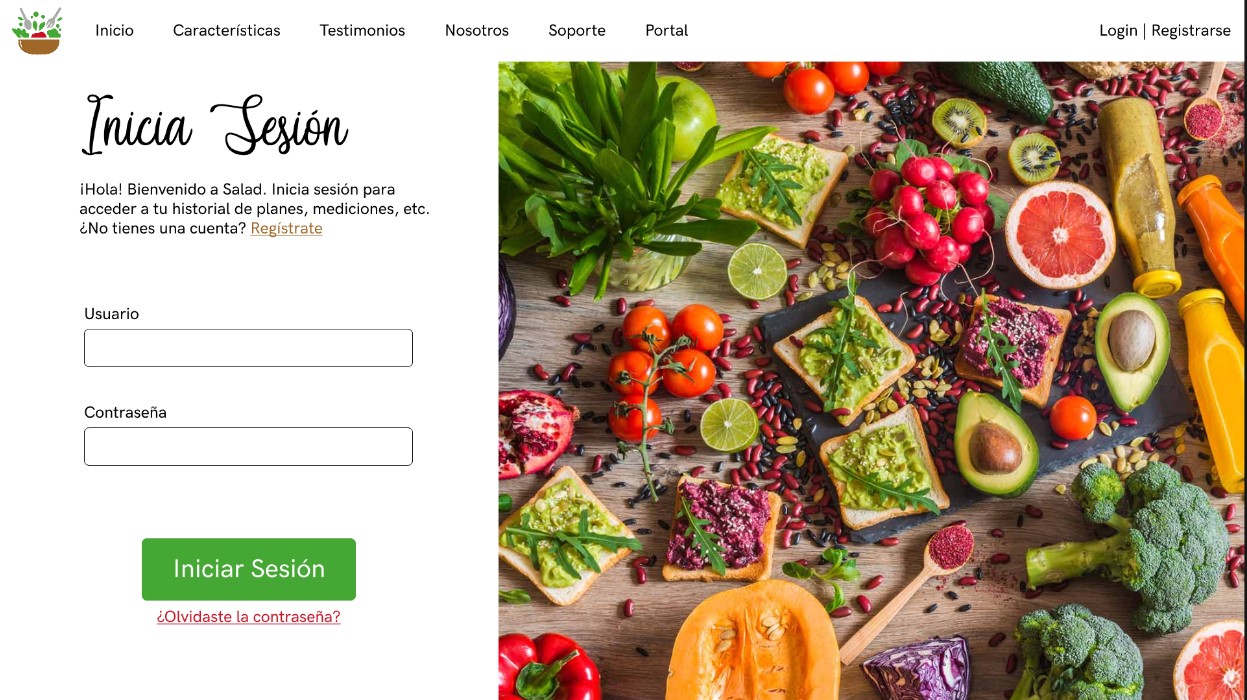 Inicio Características Testimonios Nosotros Soporte Portal Login | Registrarse
Inicia Sesión
¡Hola! Bienvenido a Salad. Inicia sesión para
acceder a tu historial de planes, mediciones, etc.
¿No tienes una cuenta? Regístrate
Usuario
Contraseña
Iniciar Sesión
¿Olvidaste la contraseña?